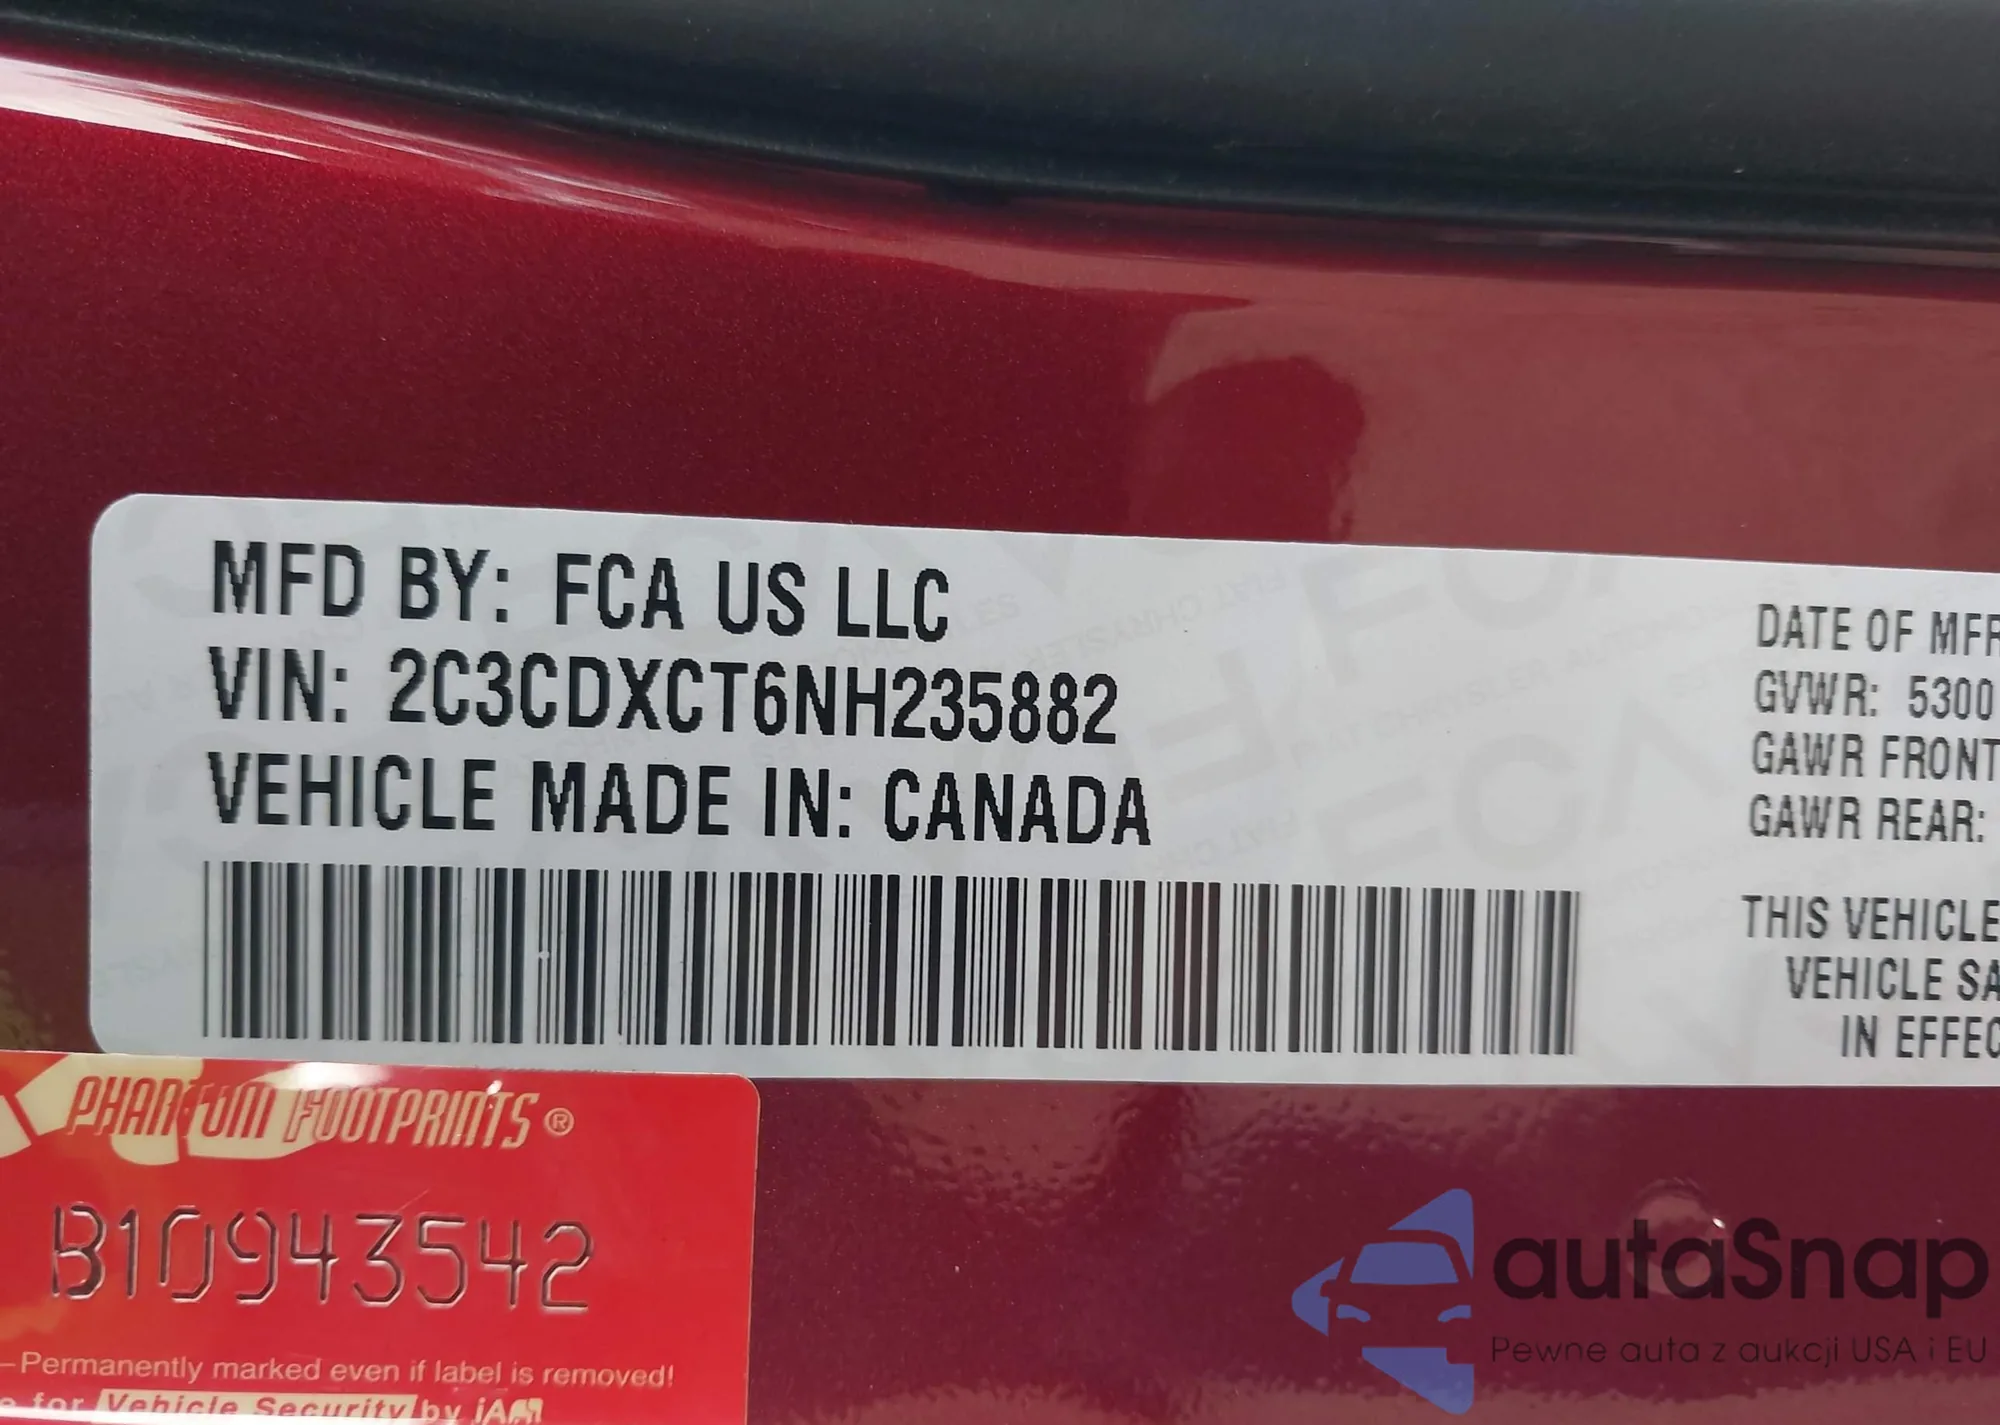 MFD BY: FCA US LLC
VIN: 2C3CDXCT6NH235882
VEHICLE MADE IN: CANADA
DATE OF MFR
GVWR: 5300
GAWR FRONT
GAWR REAR:
THIS VEHICLE
VEHICLE SA
IN EFFEC
PHANTOM FOOTPRINTS®
B10943542
–Permanently marked even if label is removed!
for Vehicle Security by
autaSnap
Pewne auta z aukcji USA i EU